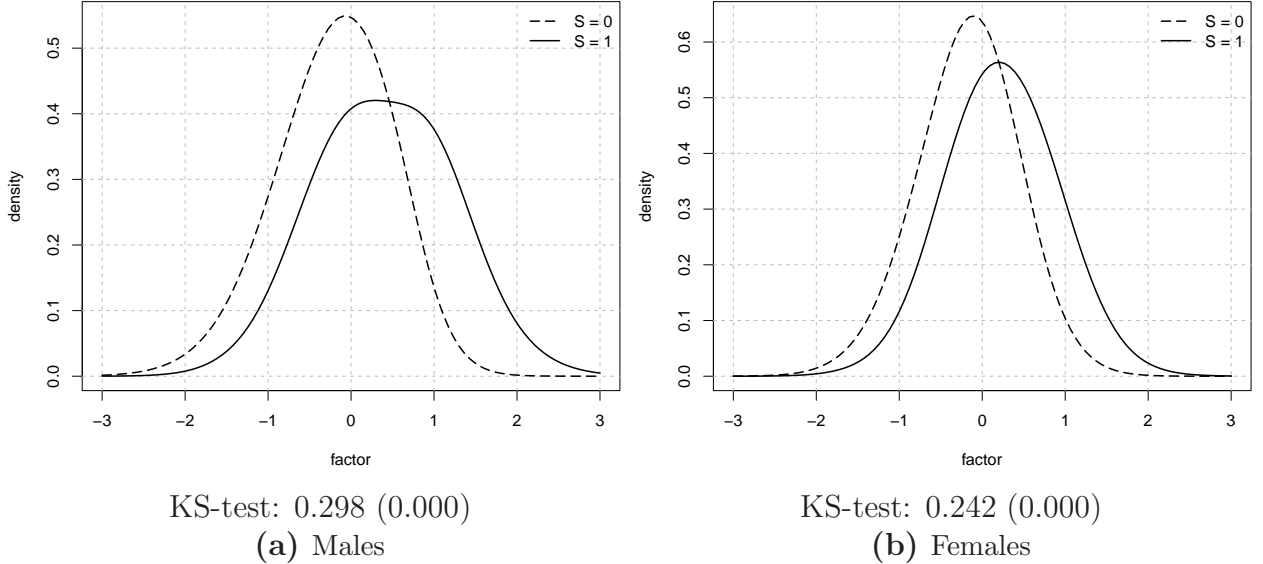 S = 0
S = 1
density
0.5
0.4
0.3
0.2
0.1
0.0
−3 −2 −1 0 1 2 3
factor
KS-test: 0.298 (0.000)
(a) Males
S = 0
S = 1
density
0.6
0.5
0.4
0.3
0.2
0.1
0.0
−3 −2 −1 0 1 2 3
factor
KS-test: 0.242 (0.000)
(b) Females